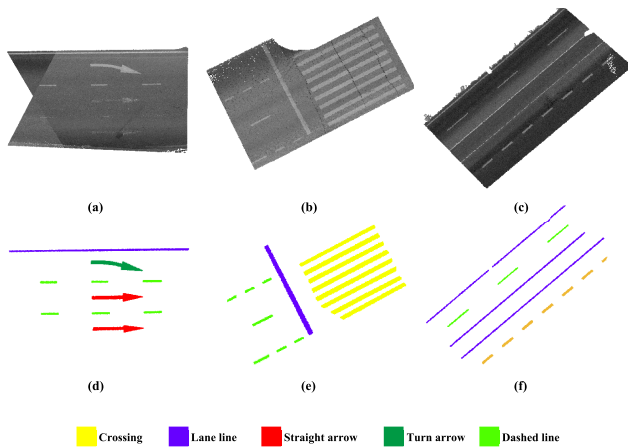 (a) (b) (c)
(d) (e) (f)
Crossing Lane line Straight arrow Turn arrow Dashed line